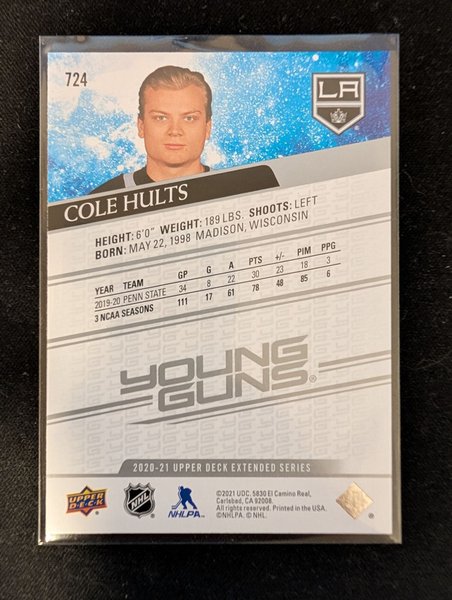 724
LA
COLE HULTS
HEIGHT: 6'0" WEIGHT: 189 LBS. SHOOTS: LEFT
BORN: MAY 22, 1998 MADISON, WISCONSIN
YEAR TEAM GP G A PTS +/- PIM PPG
2019-20 PENN STATE 34 8 22 30 23 18 3
3 NCAA SEASONS 111 17 61 78 48 85 6
YOUNG
GUNS®
2020-21 UPPER DECK EXTENDED SERIES
UPPER
DECK
NHL
NHLPA
©2021 UDC. 5830 El Camino Real,
Carlsbad, CA 92008.
All rights reserved. Printed in the USA.
©NHLPA. © NHL.